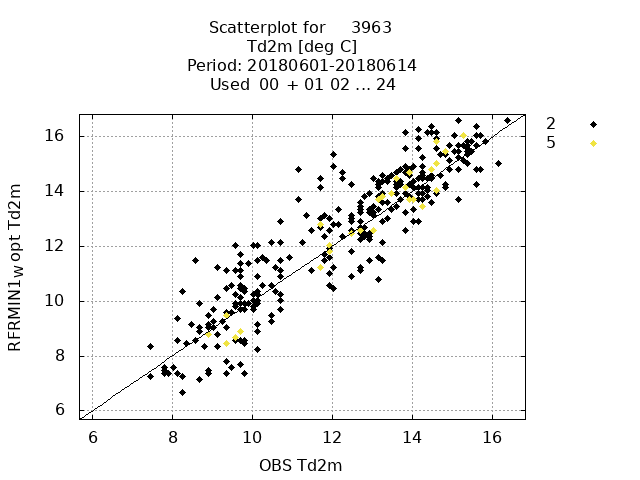 Scatterplot for 3963
Td2m [deg C]
Period: 20180601-20180614
Used 00 + 01 02 ... 24
2
5
16
14
12
10
8
6
RFRMIN1w opt Td2m
6 8 10 12 14 16
OBS Td2m